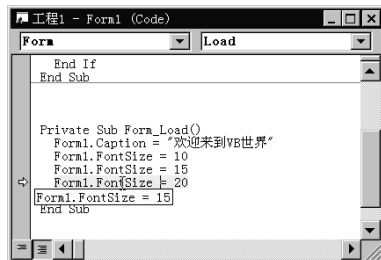 工程1 - Form1 (Code)
Form Load
End If
End Sub
Private Sub Form_Load()
Form1.Caption = "欢迎来到VB世界"
Form1.FontSize = 10
Form1.FontSize = 15
Form1.FontSize = 20
Form1.FontSize = 15
End Sub